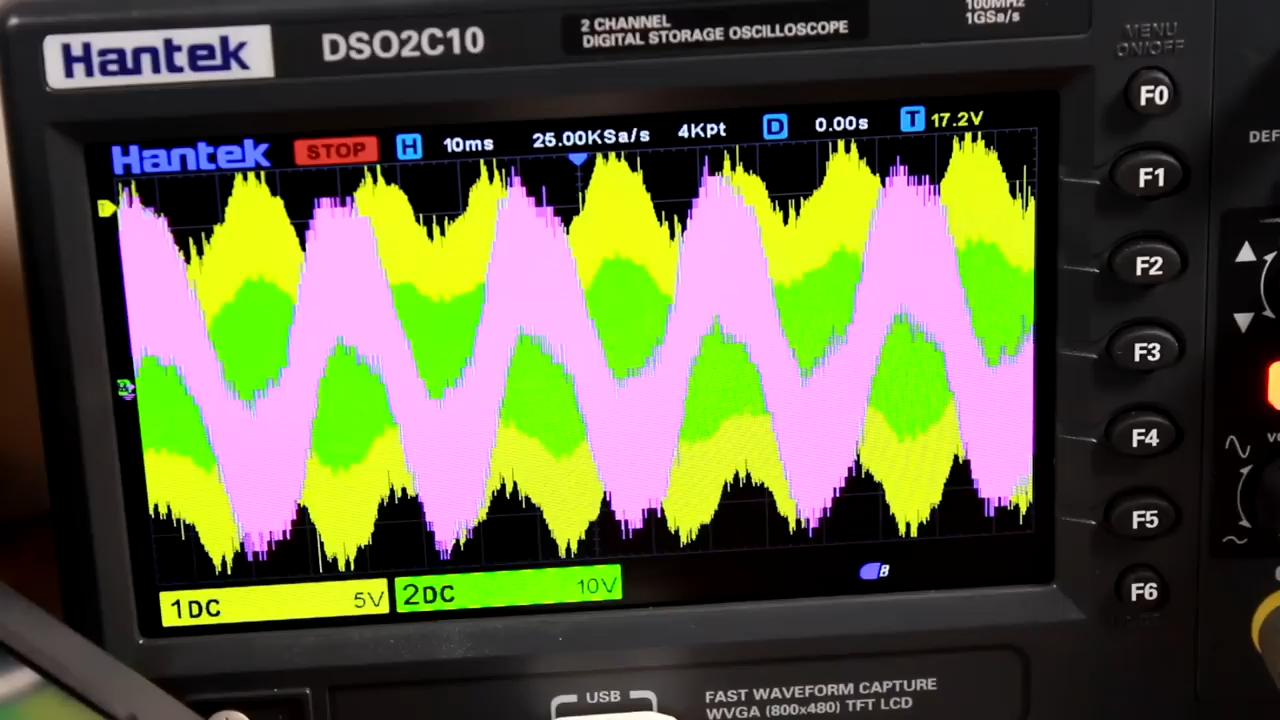 Hantek
DSO2C10
2 CHANNEL
DIGITAL STORAGE OSCILLOSCOPE
100MHz
1GSa/s
MENU
ON/OFF
F0
Hantek STOP H 10ms 25.00KSa/s 4Kpt D 0.00s T 17.2V
DEF
F1
F2
F3
F4
F5
F6
1DC 5V 2DC 10V
B
USB
FAST WAVEFORM CAPTURE
WVGA (800x480) TFT LCD